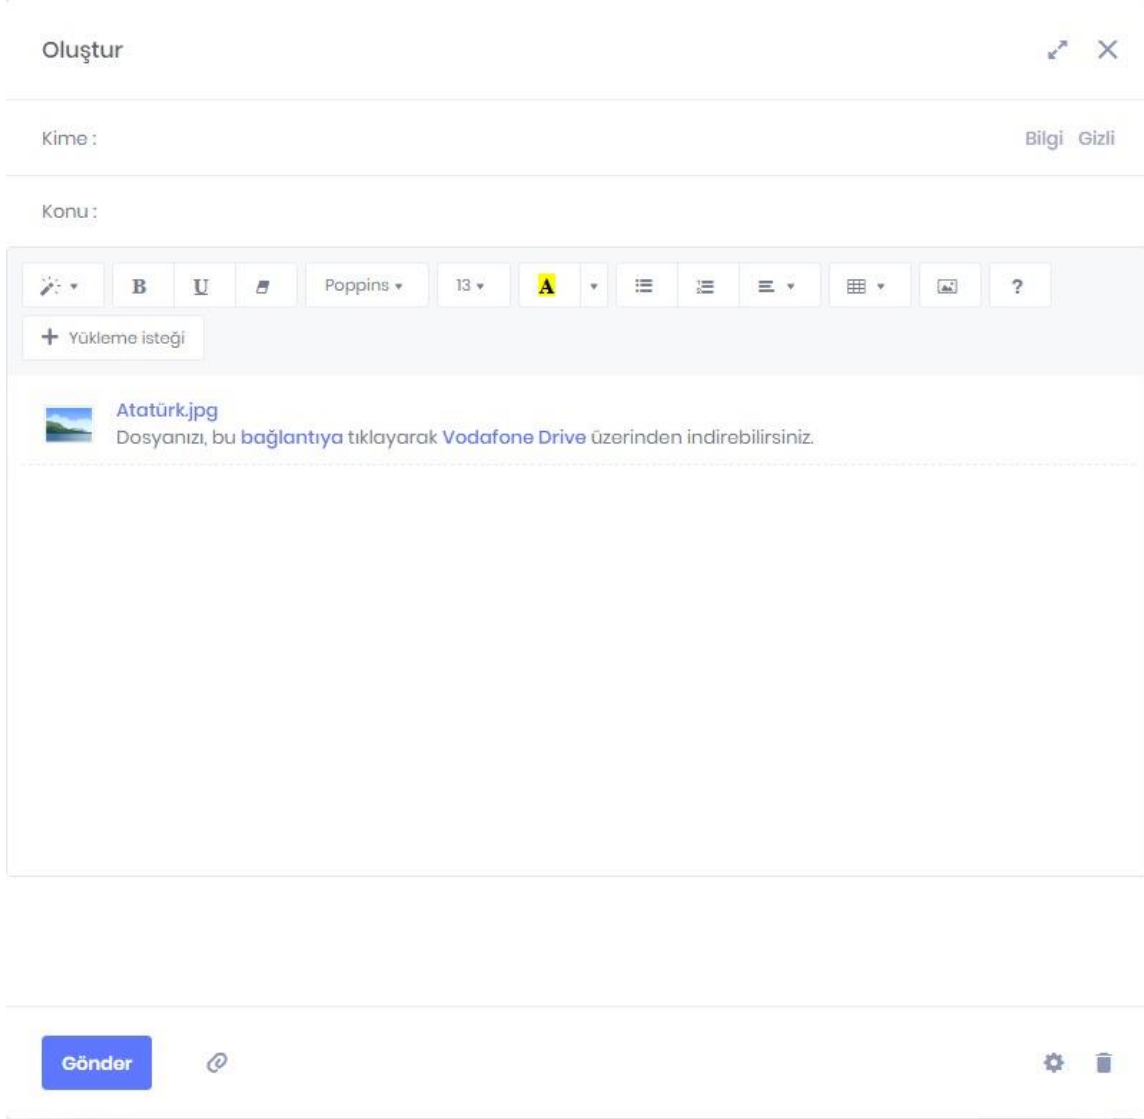 Oluştur
Kime :
Bilgi Gizli
Konu :
B U Poppins 13 A ?
+ Yükleme isteği
Atatürk.jpg
Dosyanızı, bu bağlantıya tıklayarak Vodafone Drive üzerinden indirebilirsiniz.
Gönder